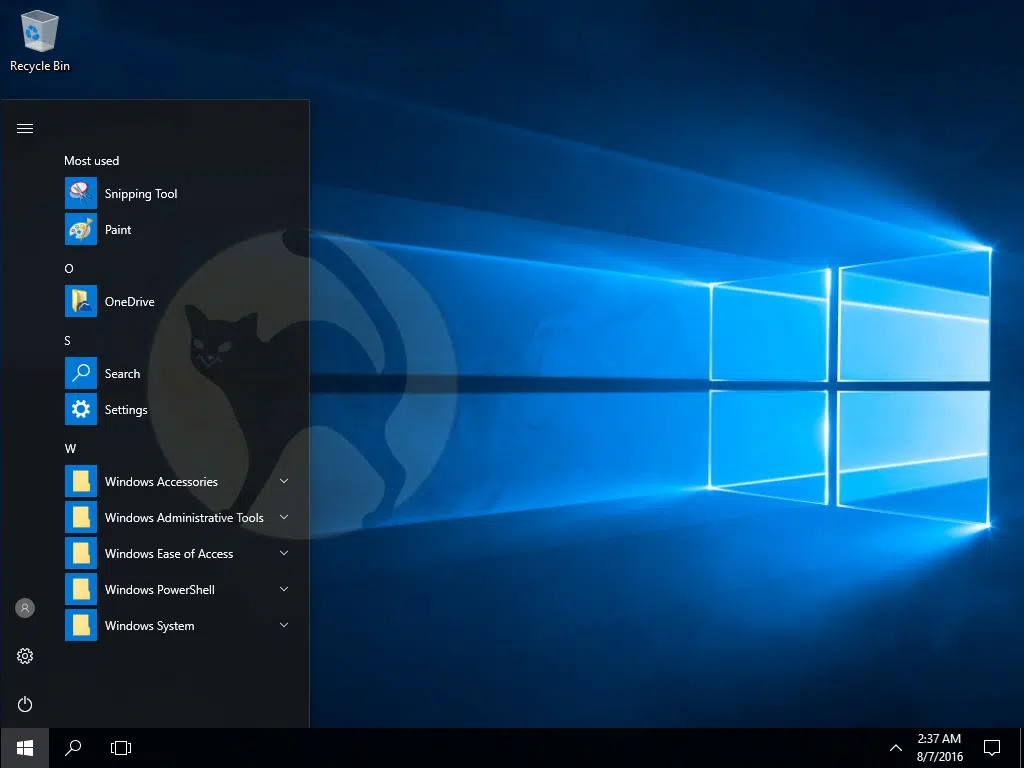 Recycle Bin
Most used
Snipping Tool
Paint
O
OneDrive
S
Search
Settings
W
Windows Accessories
Windows Administrative Tools
Windows Ease of Access
Windows PowerShell
Windows System
2:37 AM
8/7/2016